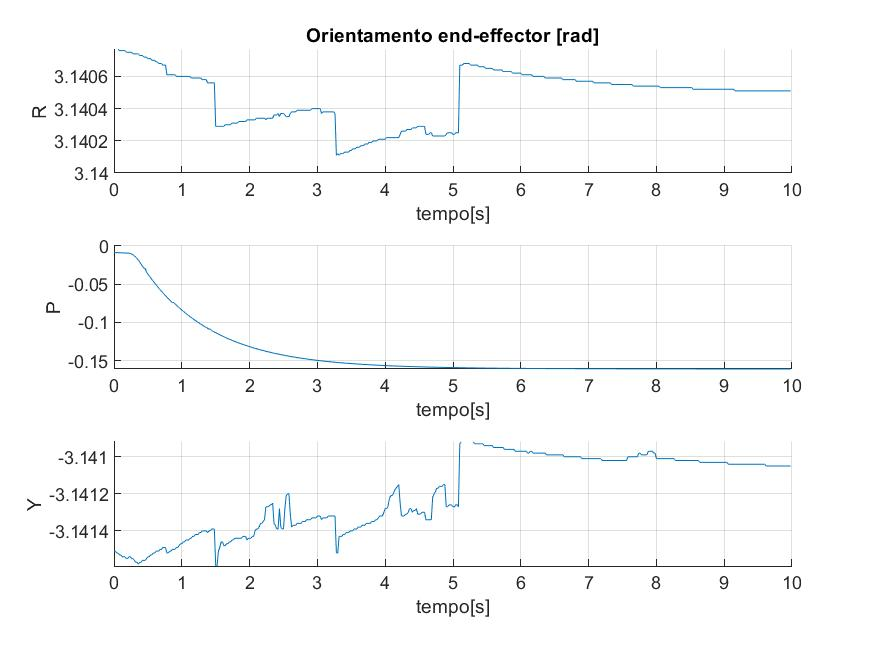 Orientamento end-effector [rad]
3.1406
3.1404
3.1402
3.14
R
0 1 2 3 4 5 6 7 8 9 10
tempo[s]
0
-0.05
-0.1
-0.15
P
0 1 2 3 4 5 6 7 8 9 10
tempo[s]
-3.141
-3.1412
-3.1414
Y
0 1 2 3 4 5 6 7 8 9 10
tempo[s]